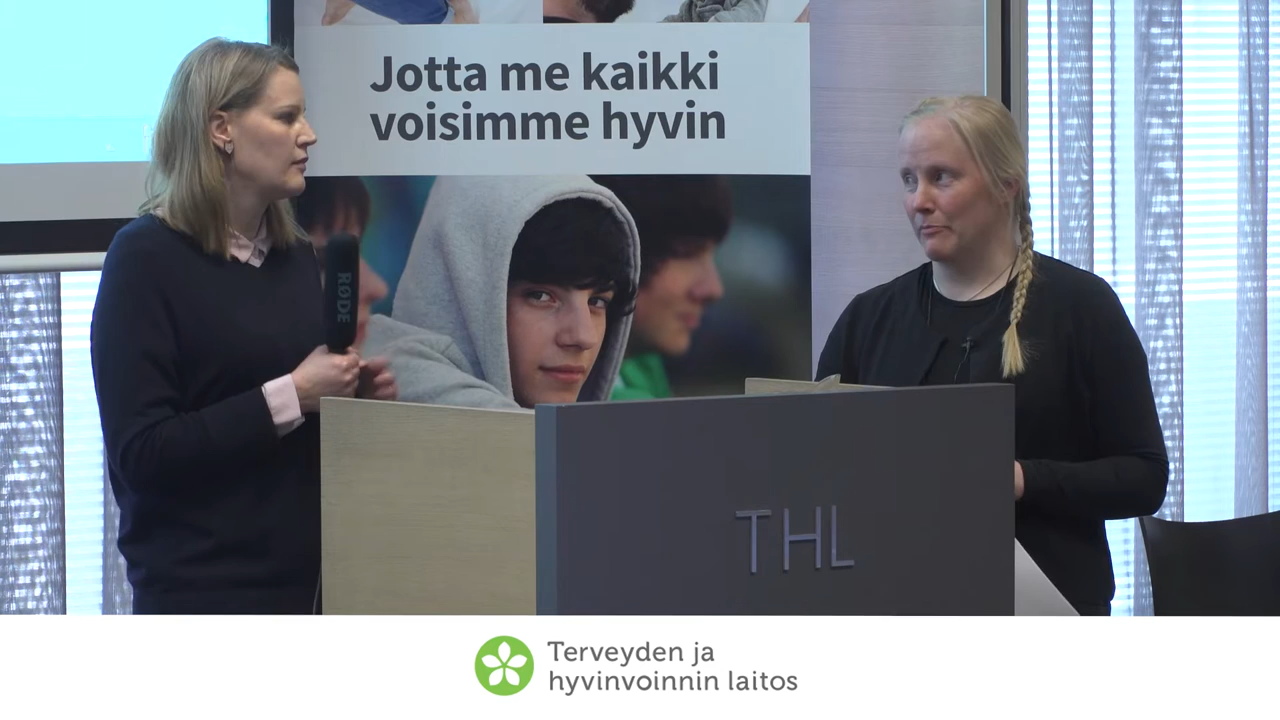 Jotta me kaikki
voisimme hyvin
RØDE
THL
Terveyden ja
hyvinvoinnin laitos